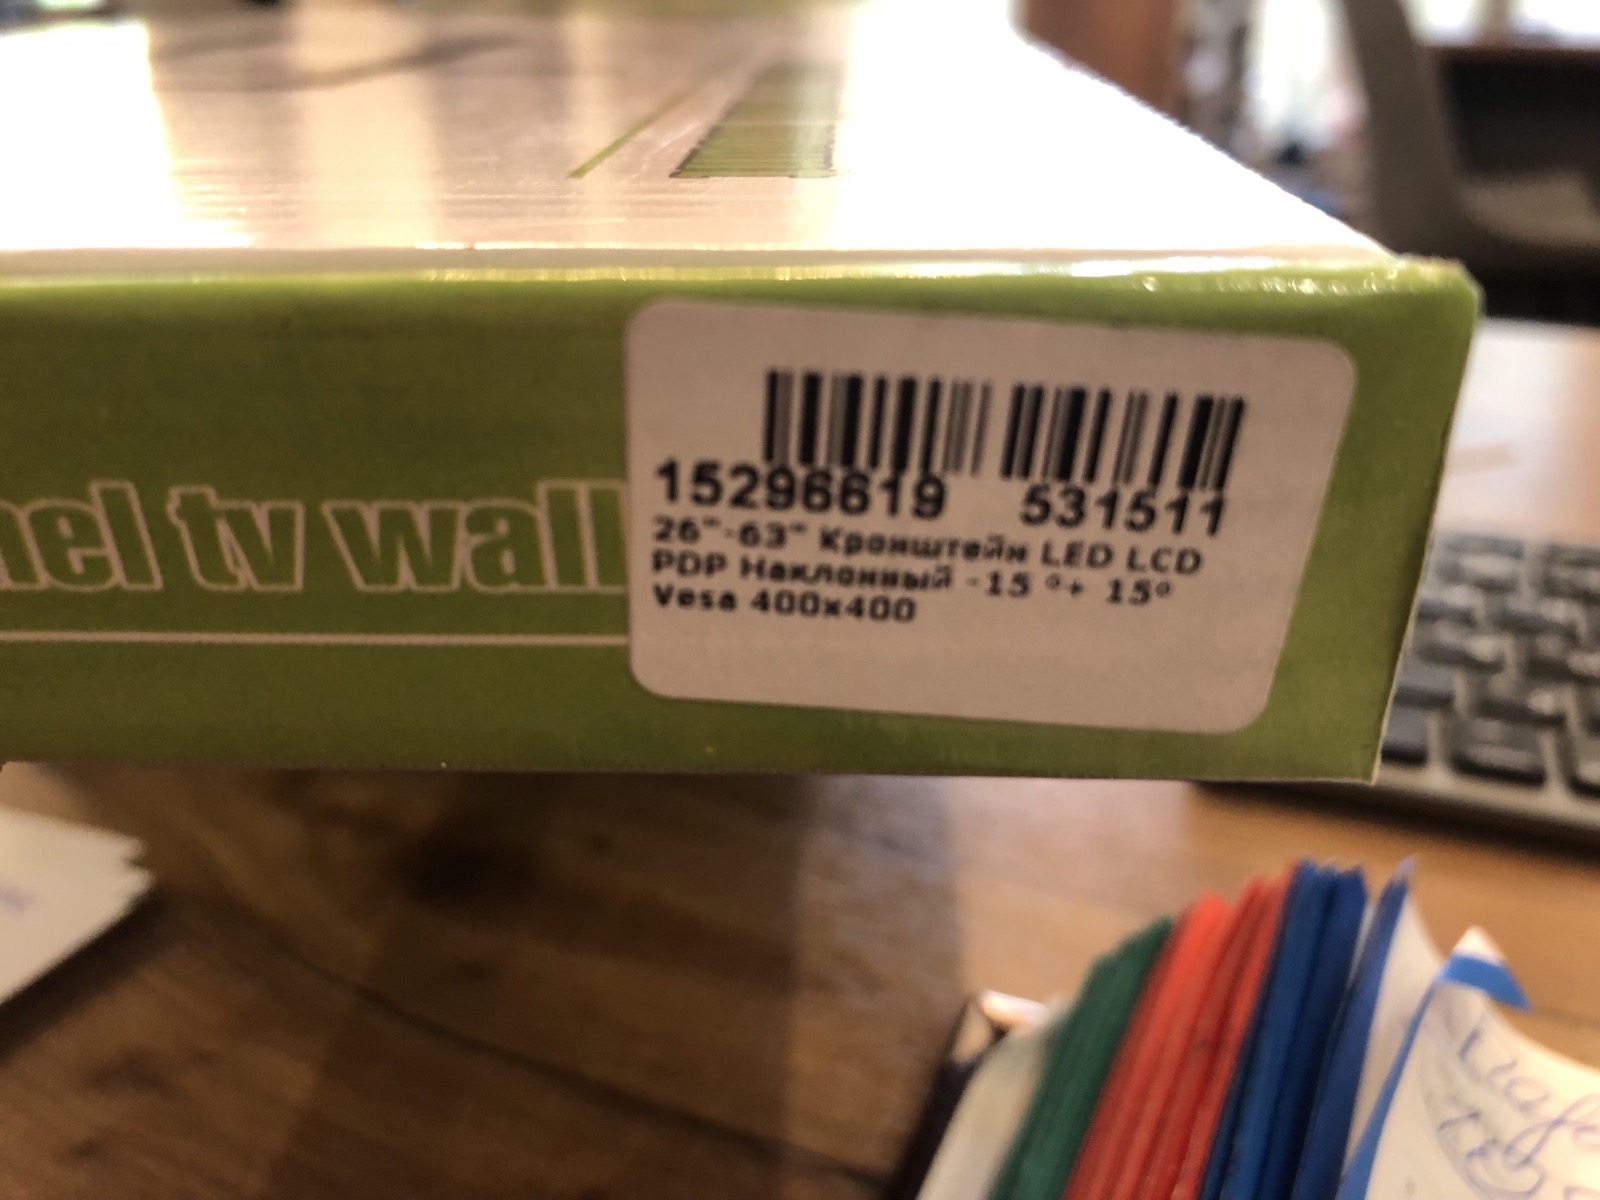 nel tv wall
15296619 531511
26"-63" Кронштейн LED LCD
PDP Наклонный -15 °+ 15°
Vesa 400x400